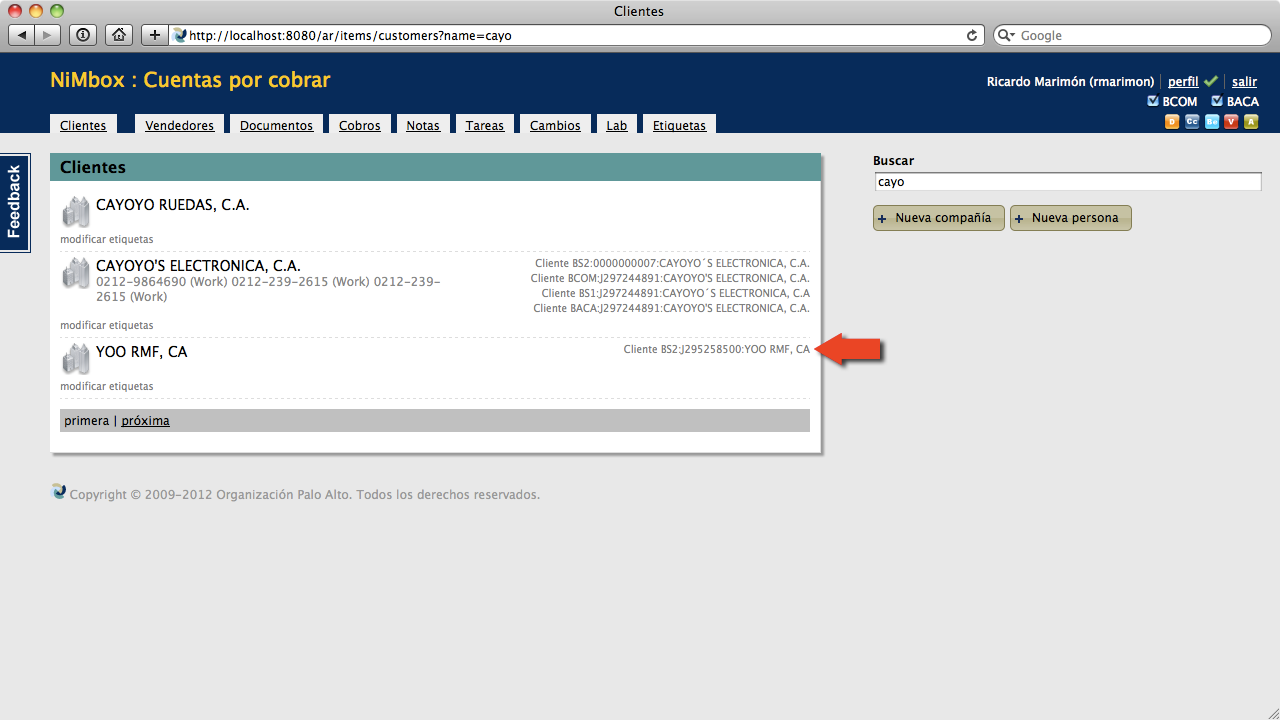 Clientes
http://localhost:8080/ar/items/customers?name=cayo
Google
NiMbox : Cuentas por cobrar
Ricardo Marimón (rmarimon) perfil salir
BCOM BACA
D Cc Be V A
Clientes Vendedores Documentos Cobros Notas Tareas Cambios Lab Etiquetas
Feedback
Clientes
CAYOYO RUEDAS, C.A.
modificar etiquetas
CAYOYO'S ELECTRONICA, C.A.
0212-9864690 (Work) 0212-239-2615 (Work) 0212-239-
2615 (Work)
Cliente BS2:0000000007:CAYOYO´S ELECTRONICA, C.A.
Cliente BCOM:J297244891:CAYOYO'S ELECTRONICA, C.A.
Cliente BS1:J297244891:CAYOYO´S ELECTRONICA, C.A
Cliente BACA:J297244891:CAYOYO'S ELECTRONICA, C.A.
modificar etiquetas
YOO RMF, CA
Cliente BS2:J295258500:YOO RMF, CA
modificar etiquetas
primera | próxima
Buscar
cayo
+ Nueva compañía
+ Nueva persona
Copyright © 2009-2012 Organización Palo Alto. Todos los derechos reservados.